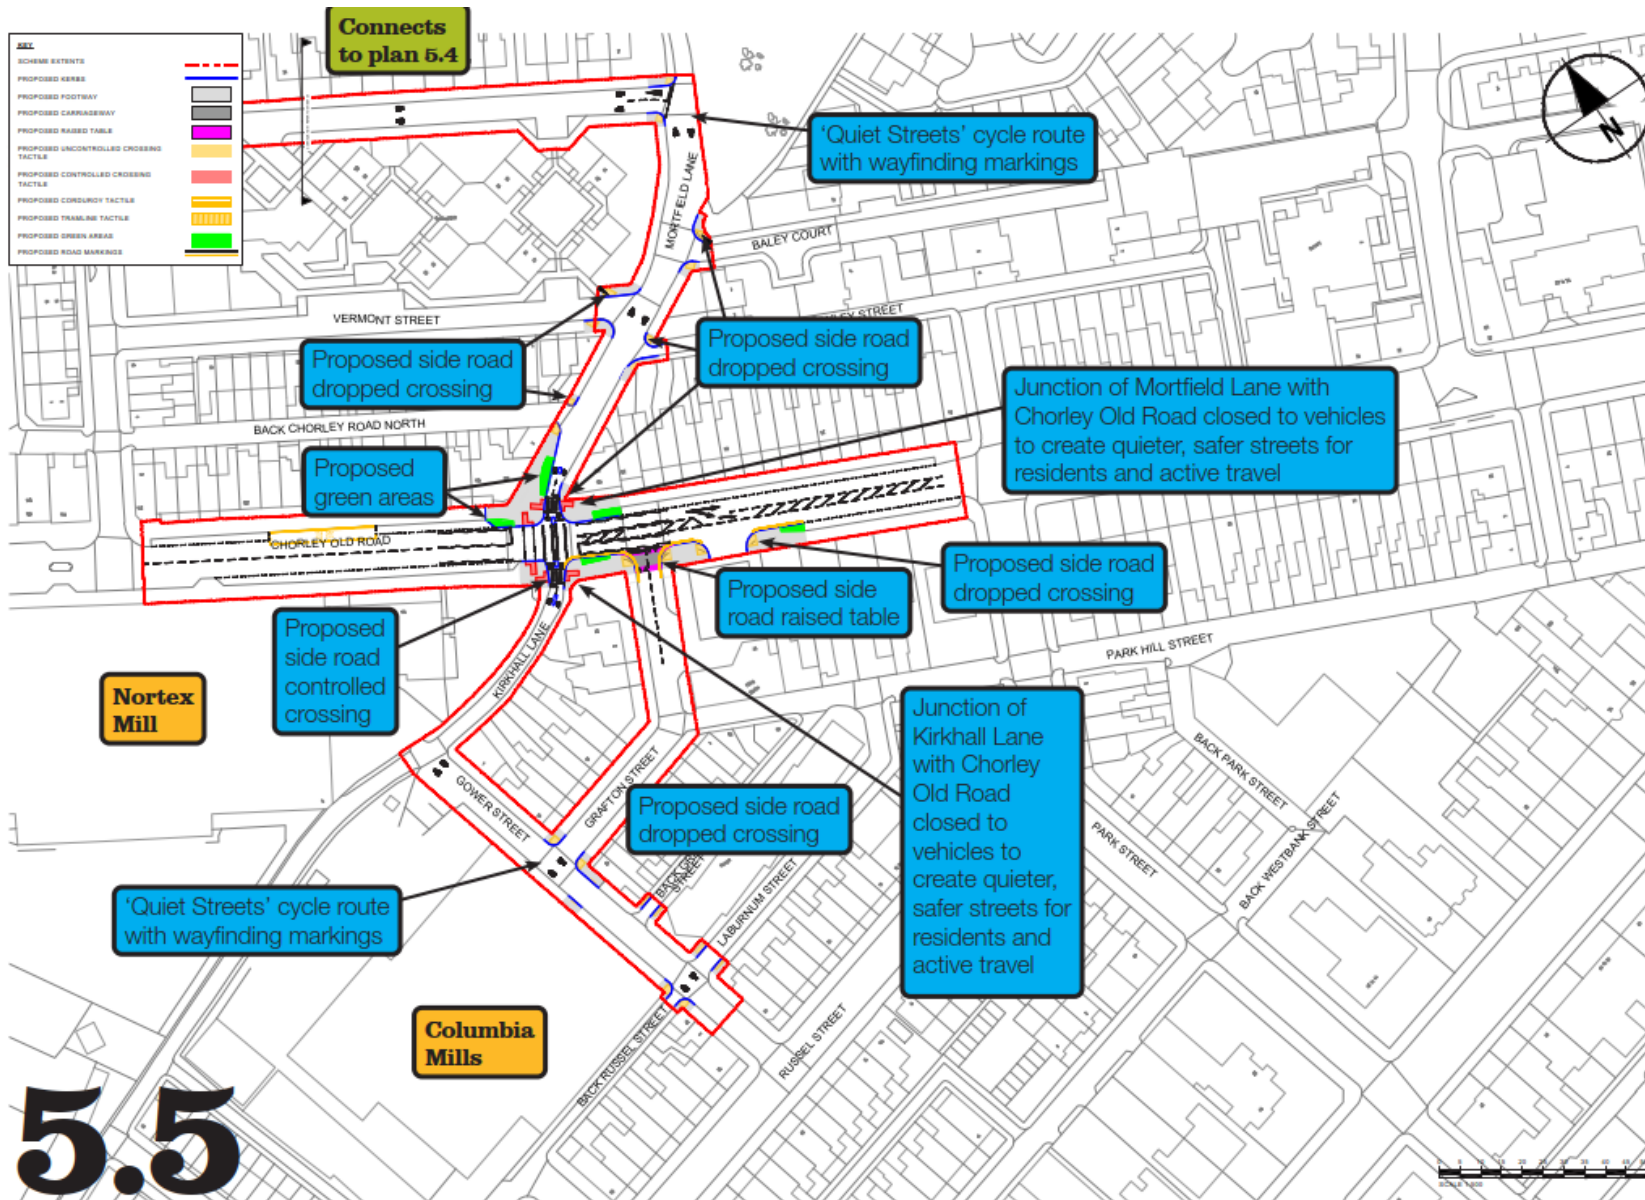 Connects
to plan 5.4
KEY
SCHEME EXTENTS
PROPOSED KERBS
PROPOSED FOOTWAY
PROPOSED CARRIAGEWAY
PROPOSED RAISED TABLE
PROPOSED UNCONTROLLED CROSSING
TACTILE
PROPOSED CONTROLLED CROSSING
TACTILE
PROPOSED CORDUROY TACTILE
PROPOSED TRAMLINE TACTILE
PROPOSED GREEN AREAS
PROPOSED ROAD MARKINGS
N
'Quiet Streets' cycle route
with wayfinding markings
MORTFIELD LANE
BALEY COURT
VERMONT STREET
STREET
Proposed side road
dropped crossing
Proposed side road
dropped crossing
Junction of Mortfield Lane with
Chorley Old Road closed to vehicles
to create quieter, safer streets for
residents and active travel
BACK CHORLEY ROAD NORTH
Proposed
green areas
CHORLEY OLD ROAD
Proposed side road
dropped crossing
Proposed side
road raised table
Proposed
side road
controlled
crossing
KIRKHALL LANE
PARK HILL STREET
Nortex
Mill
Junction of
Kirkhall Lane
with Chorley
Old Road
closed to
vehicles to
create quieter,
safer streets for
residents and
active travel
GOWER STREET
GRAFTON STREET
BACK PARK STREET
Proposed side road
dropped crossing
PARK STREET
BACK WESTBANK STREET
BACK
STREET
LABURNUM STREET
'Quiet Streets' cycle route
with wayfinding markings
Columbia
Mills
BACK RUSSEL STREET
RUSSEL STREET
5.5